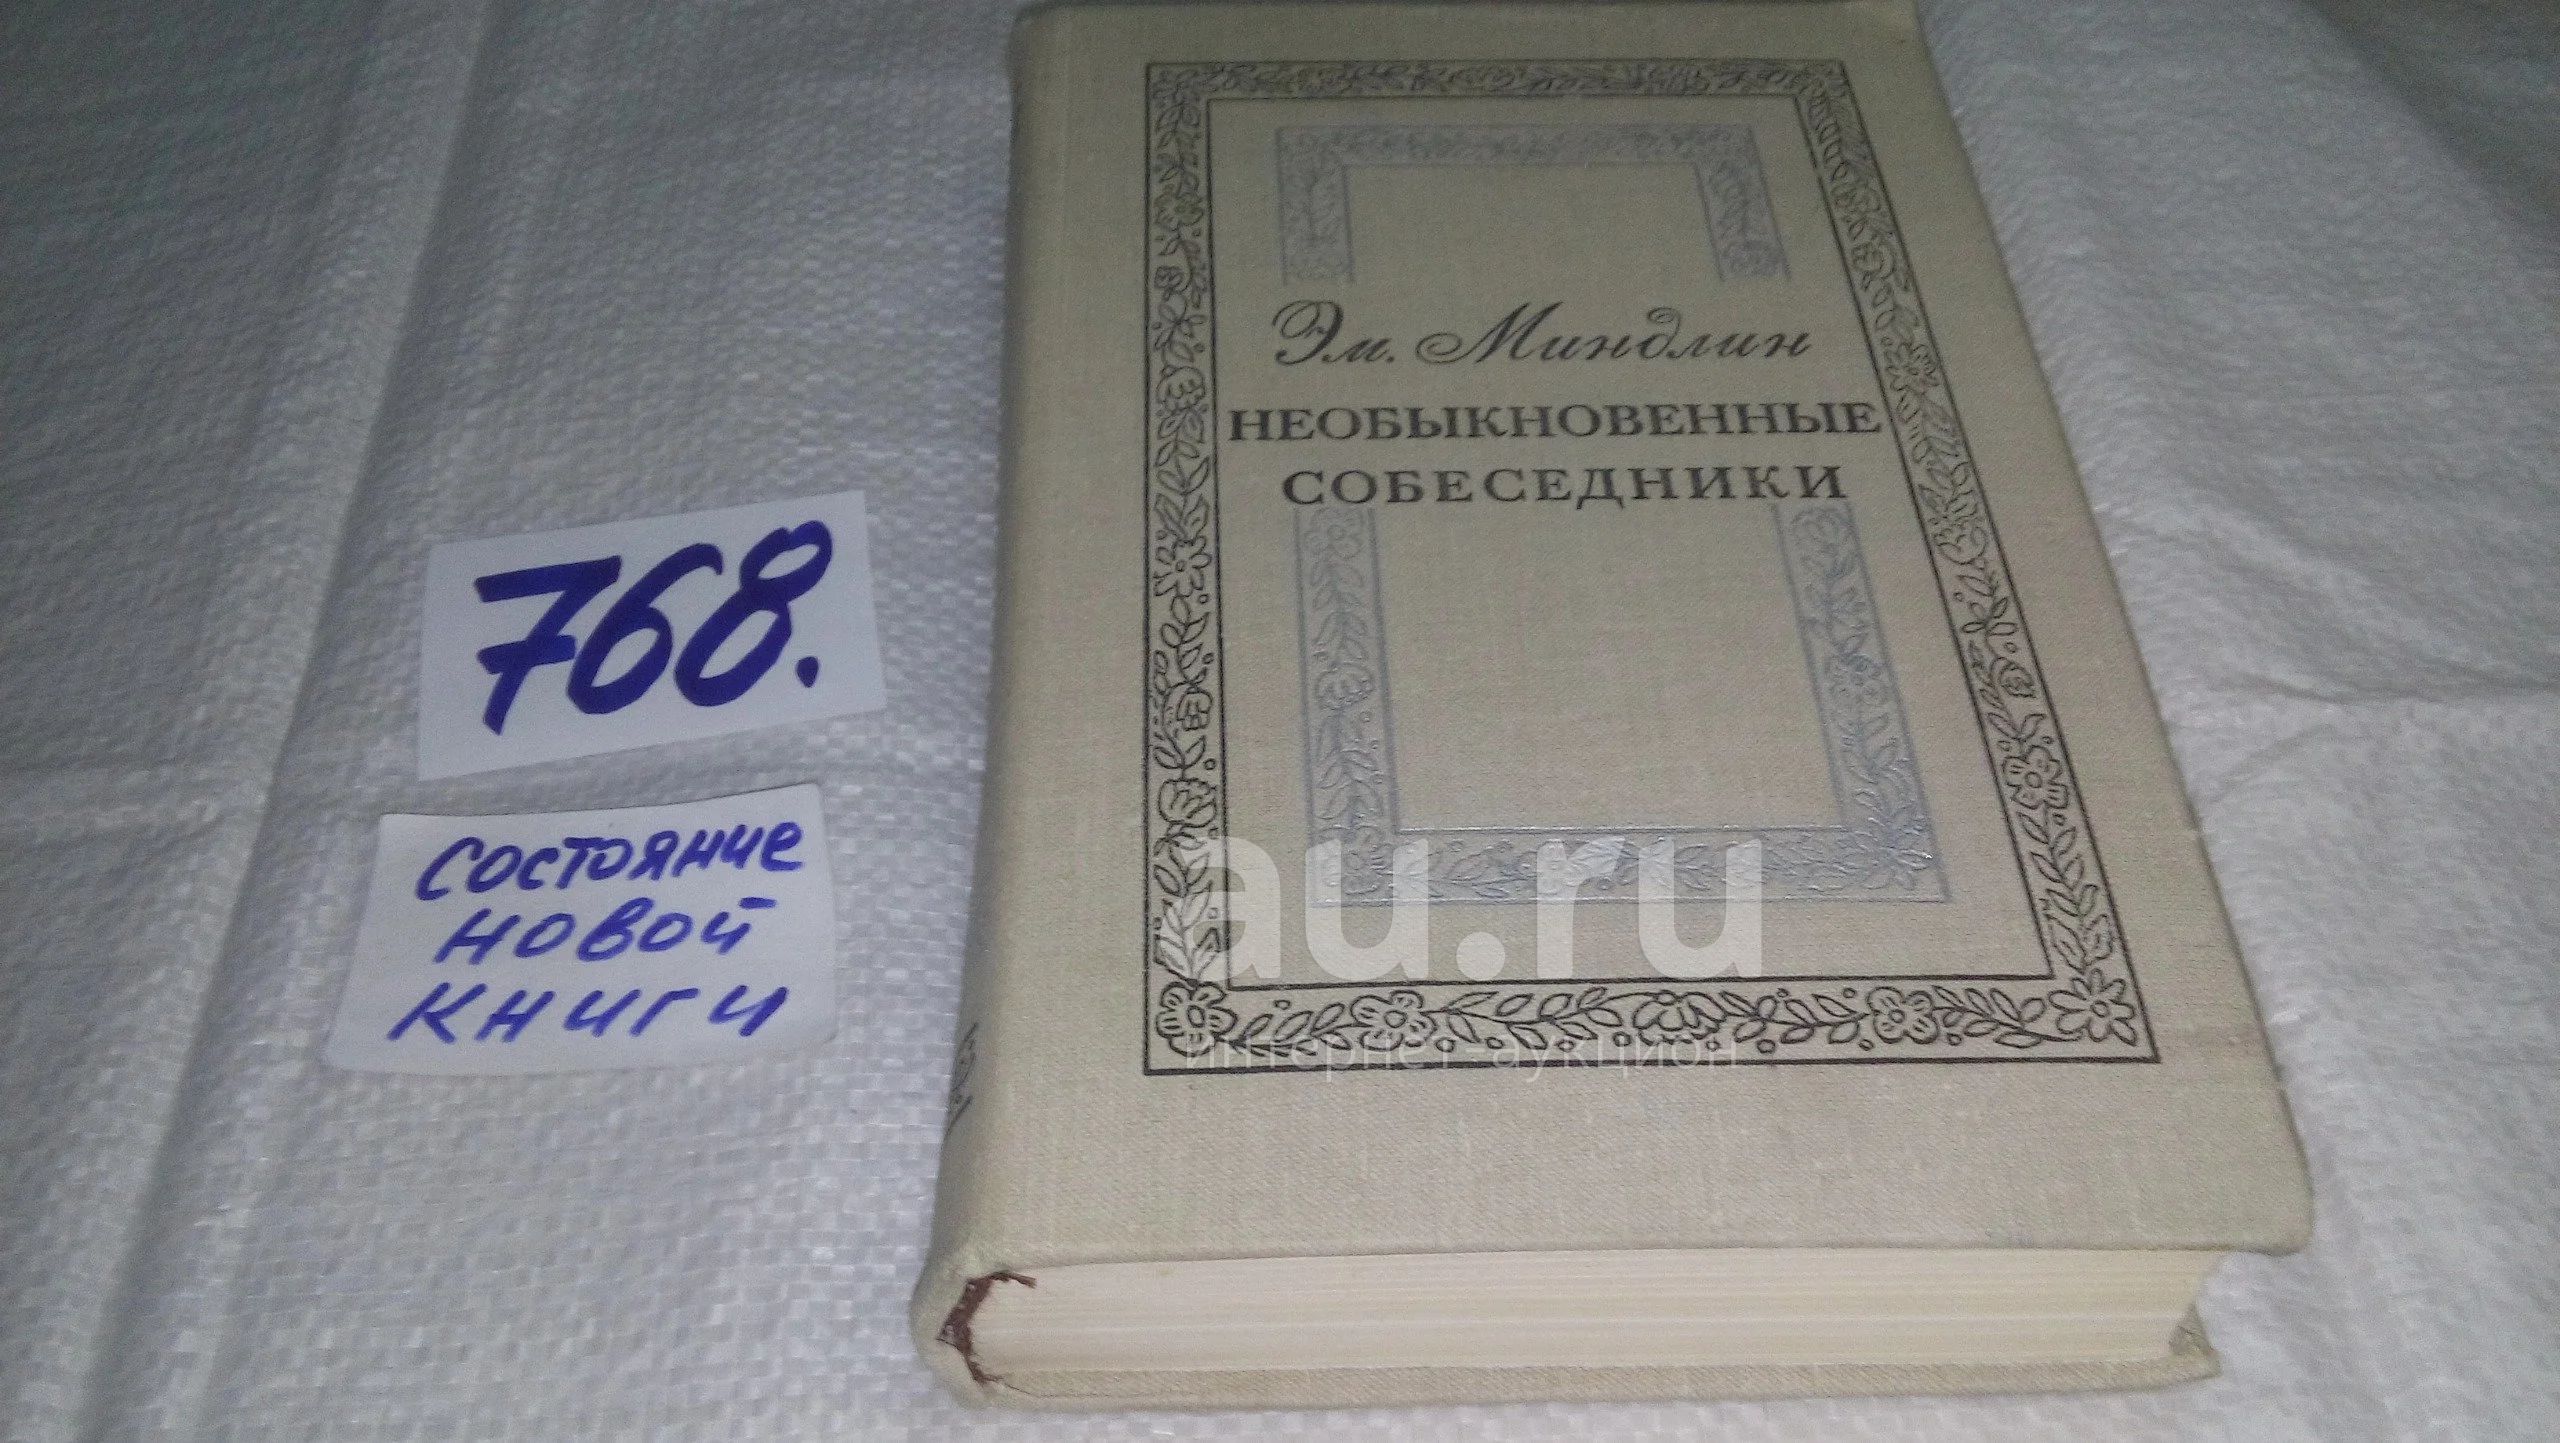 Эм. Миндлин
НЕОБЫКНОВЕННЫЕ
СОБЕСЕДНИКИ
768.
состояние
новой
книги
au.ru
интернет-аукцион